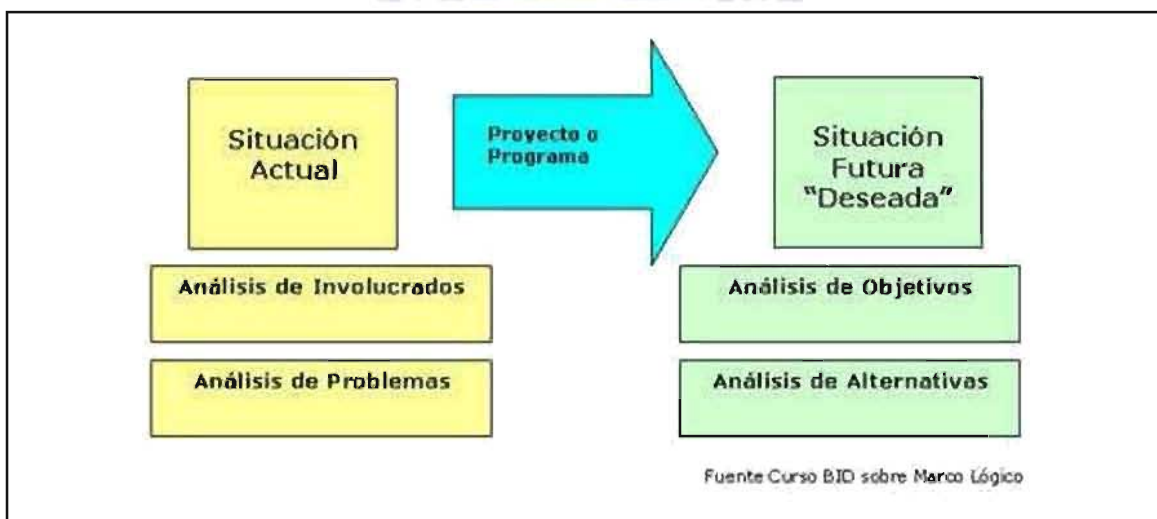 Situación
Actual
Proyecto o
Programa
Situación
Futura
“Deseada”
Análisis de Involucrados
Análisis de Objetivos
Análisis de Problemas
Análisis de Alternativas
Fuente Curso BID sobre Marco Lógico